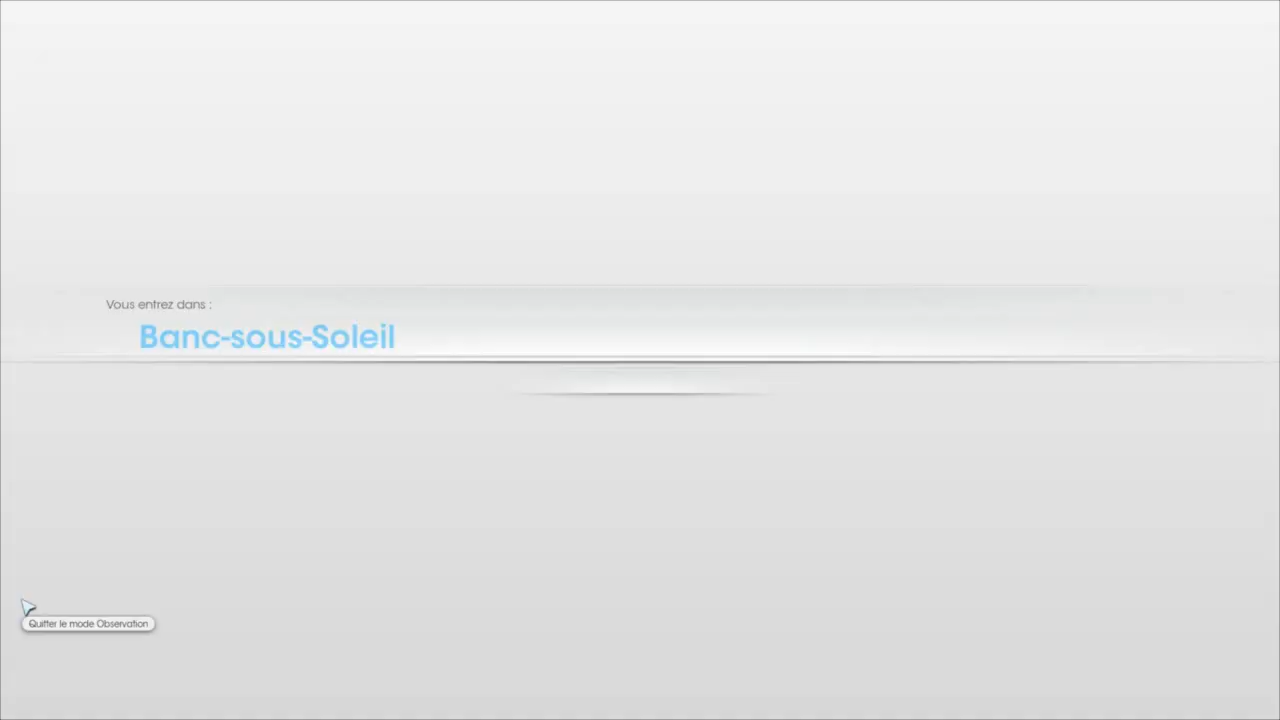 Vous entrez dans :
Banc-sous-Soleil
Quitter le mode Observation